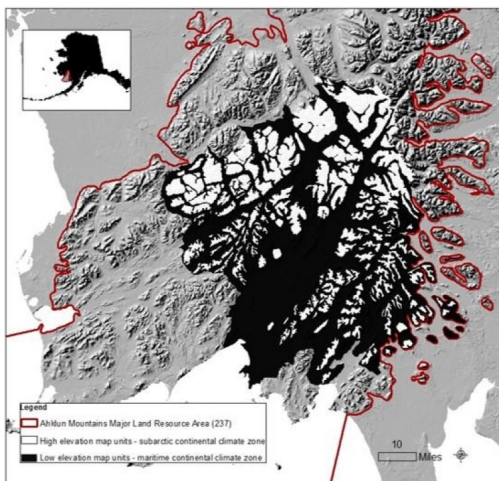 Legend
Ahklun Mountains Major Land Resource Area (237)
High elevation map units - subarctic continental climate zone
Low elevation map units - maritime continental climate zone
10
Miles